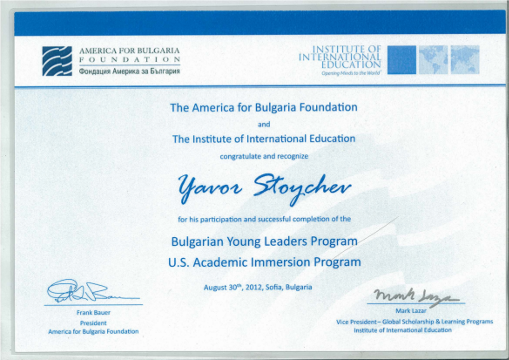 AMERICA FOR BULGARIA
FOUNDATION
Фондация Америка за България
INSTITUTE OF
INTERNATIONAL
EDUCATION
Opening Minds to the World®
The America for Bulgaria Foundation
and
The Institute of International Education
congratulate and recognize
Yavor Stoychev
for his participation and successful completion of the
Bulgarian Young Leaders Program
U.S. Academic Immersion Program
August 30th, 2012, Sofia, Bulgaria
Frank Bauer
President
America for Bulgaria Foundation
Mark Lazar
Mark Lazar
Vice President– Global Scholarship & Learning Programs
Institute of International Education